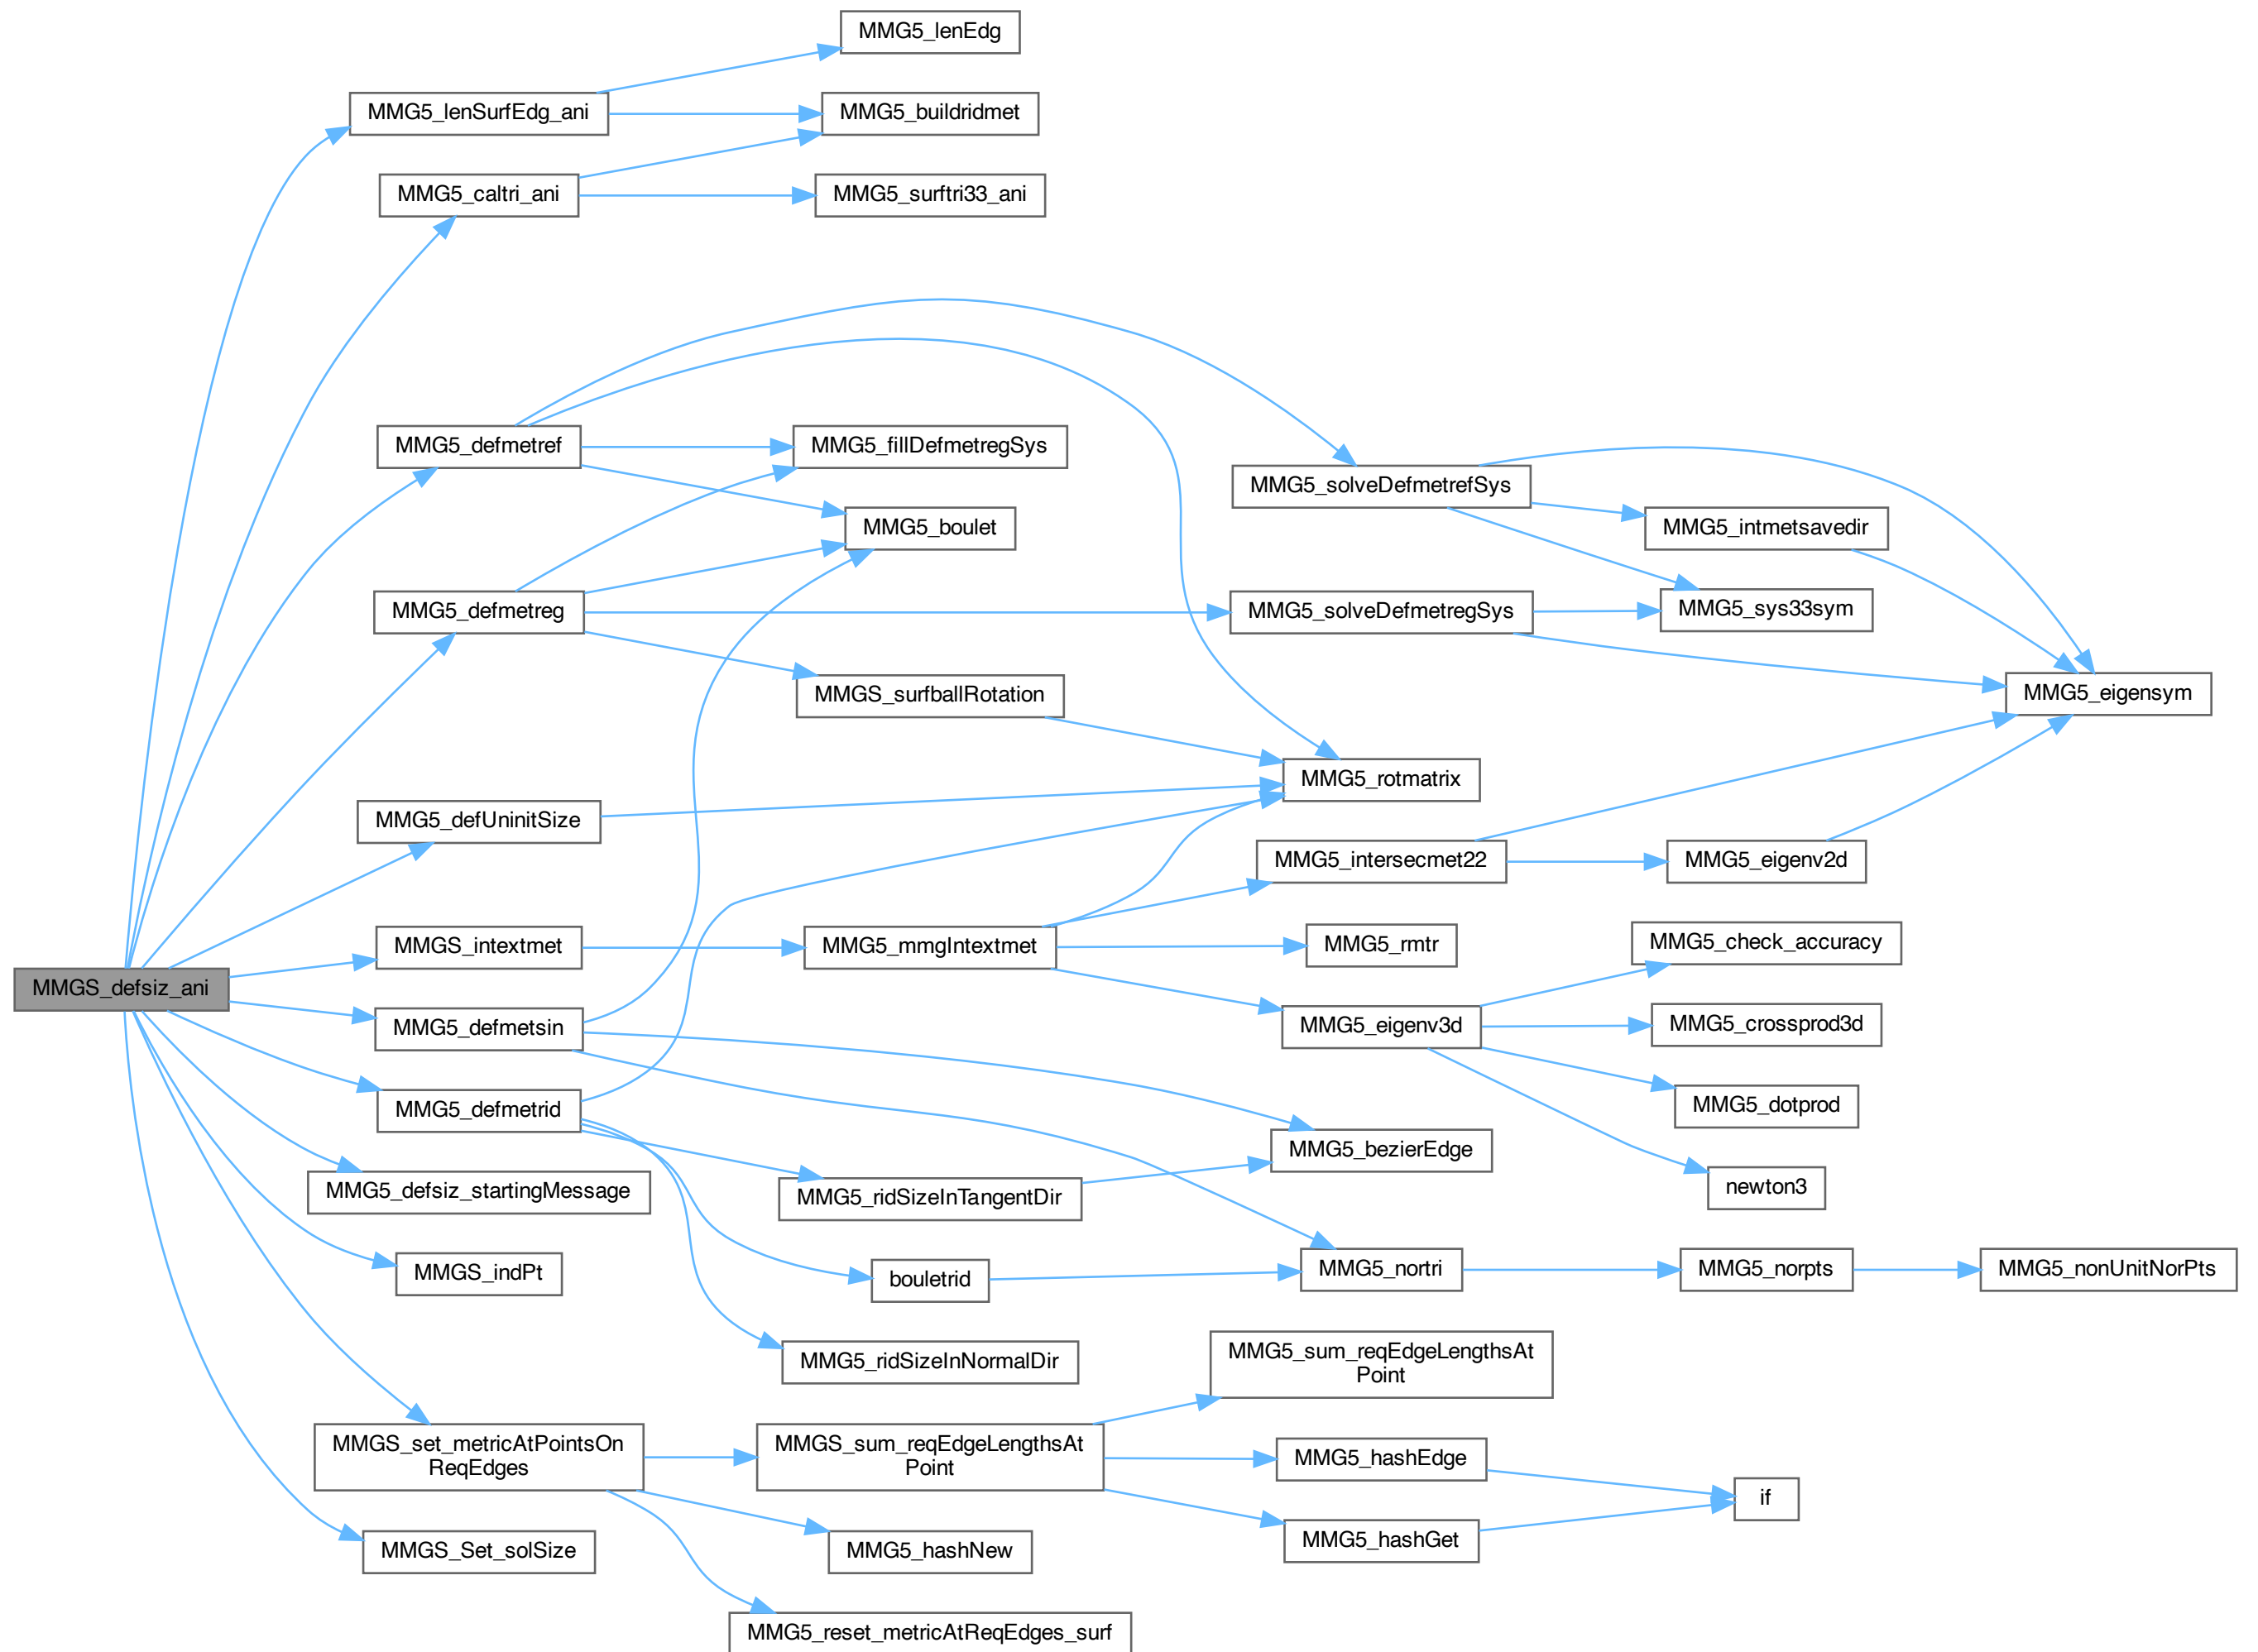 MMG5_lenEdg
MMG5_lenSurfEdg_ani
MMG5_buildridmet
MMG5_caltri_ani
MMG5_surftri33_ani
MMG5_defmetref
MMG5_fillDefmetregSys
MMG5_solveDefmetrefSys
MMG5_boulet
MMG5_intmetsavedir
MMG5_defmetreg
MMG5_solveDefmetregSys
MMG5_sys33sym
MMGS_surfballRotation
MMG5_eigensym
MMG5_rotmatrix
MMG5_defUninitSize
MMG5_intersecmet22
MMG5_eigenv2d
MMGS_intextmet
MMG5_mmgIntextmet
MMG5_rmtr
MMG5_check_accuracy
MMGS_defsiz_ani
MMG5_defmetsin
MMG5_eigenv3d
MMG5_crossprod3d
MMG5_defmetrid
MMG5_dotprod
MMG5_bezierEdge
MMG5_defsiz_startingMessage
MMG5_ridSizeInTangentDir
newton3
MMGS_indPt
bouletrid
MMG5_nortri
MMG5_norpts
MMG5_nonUnitNorPts
MMG5_ridSizeInNormalDir
MMG5_sum_reqEdgeLengthsAt
Point
MMGS_set_metricAtPointsOn
ReqEdges
MMGS_sum_reqEdgeLengthsAt
Point
MMG5_hashEdge
if
MMGS_Set_solSize
MMG5_hashNew
MMG5_hashGet
MMG5_reset_metricAtReqEdges_surf